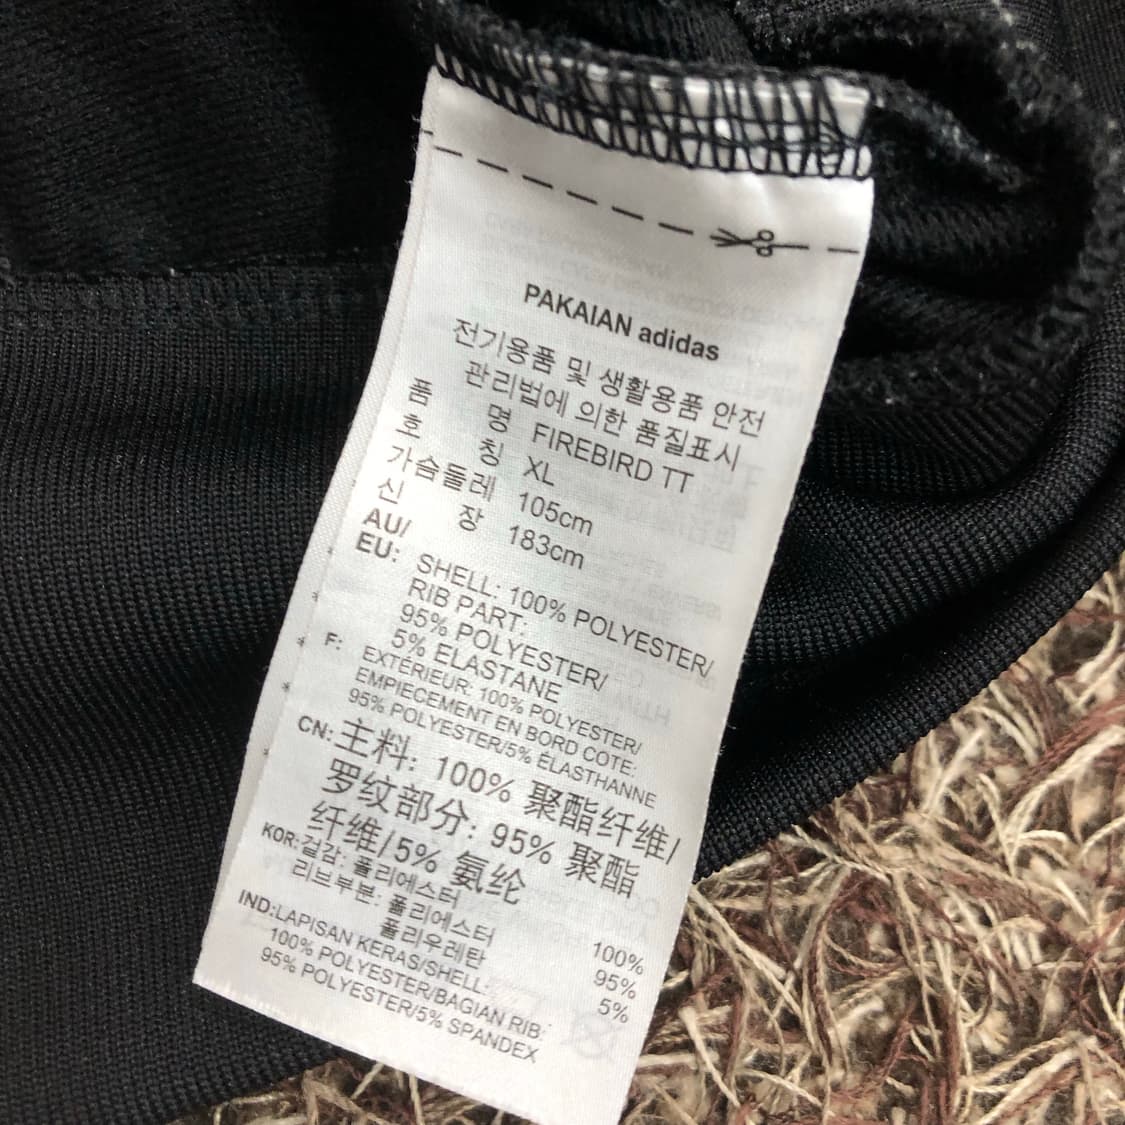 PAKAIAN adidas
전기용품 및 생활용품 안전
관리법에 의한 품질표시
품 명 FIREBIRD TT
호 칭 XL
가슴둘레 105cm
신 장 183cm
AU/
EU: SHELL: 100% POLYESTER/
RIB PART:
95% POLYESTER/
5% ELASTANE
F: EXTÉRIEUR: 100% POLYESTER/
EMPIECEMENT EN BORD COTE:
95% POLYESTER/5% ÉLASTHANNE
CN: 主料: 100% 聚酯纤维/
罗纹部分: 95% 聚酯
纤维/5% 氨纶
KOR: 겉감: 폴리에스터 100%
리브부분: 폴리에스터 95%
폴리우레탄 5%
IND:LAPISAN KERAS/SHELL:
100% POLYESTER/BAGIAN RIB:
95% POLYESTER/5% SPANDEX